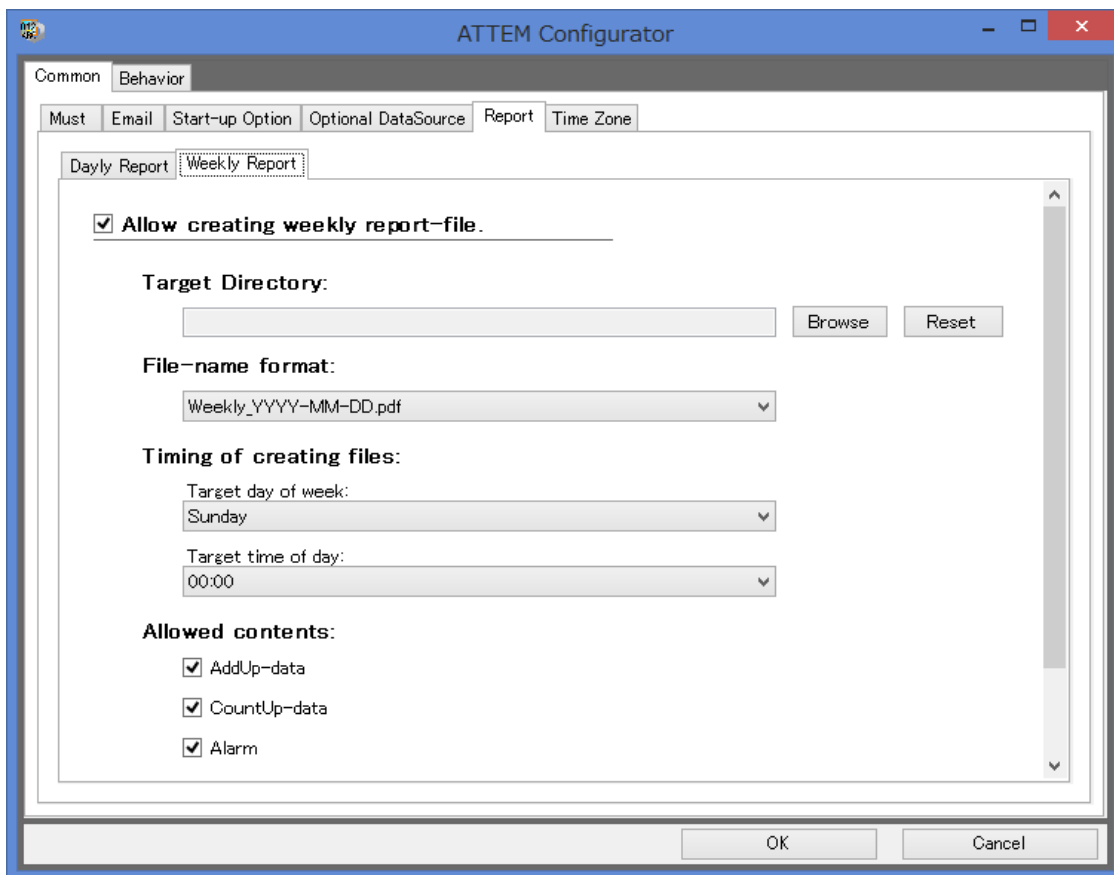 ATTEM Configurator
Common Behavior
Must Email Start-up Option Optional DataSource Report Time Zone
Dayly Report Weekly Report
Allow creating weekly report-file.
Target Directory:
Browse Reset
File-name format:
Weekly_YYYY-MM-DD.pdf
Timing of creating files:
Target day of week:
Sunday
Target time of day:
00:00
Allowed contents:
AddUp-data
CountUp-data
Alarm
OK Cancel